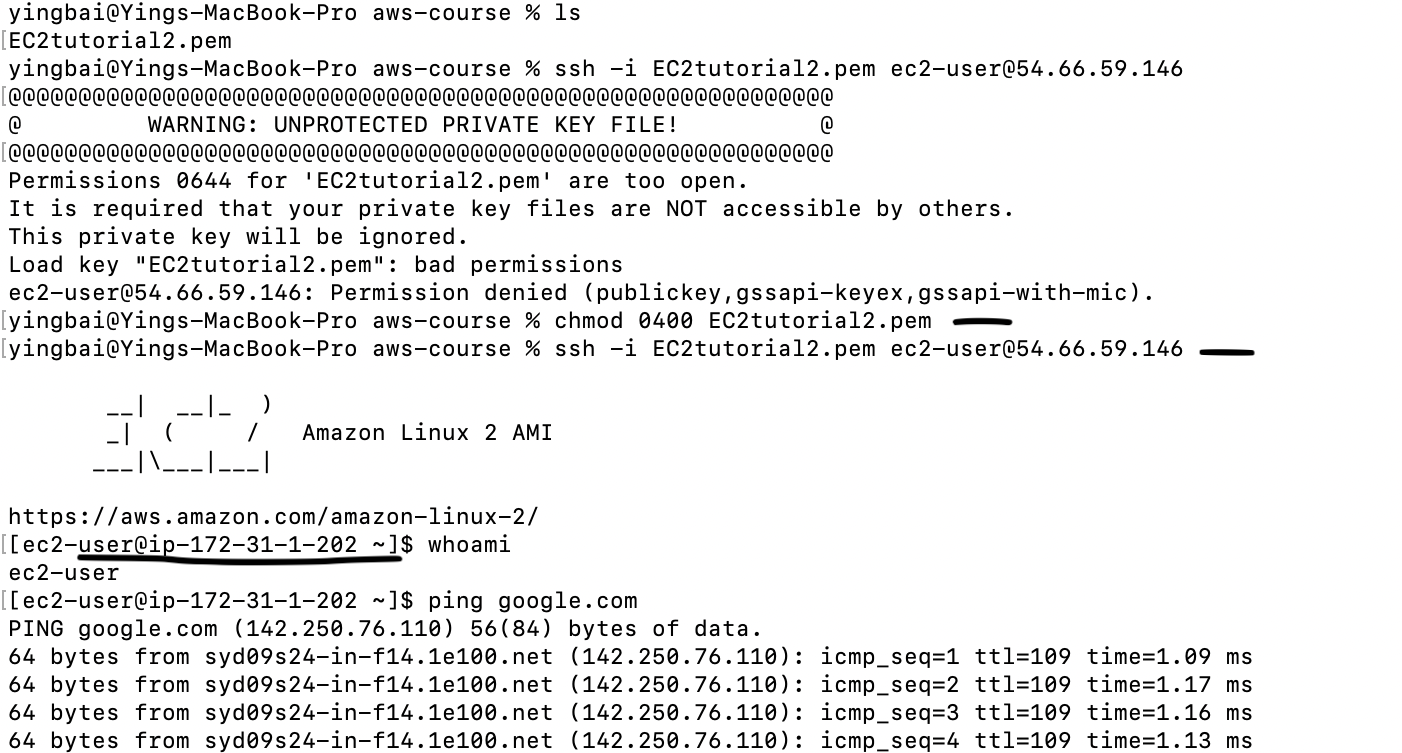 yingbai@Yings-MacBook-Pro aws-course % ls
[EC2tutorial2.pem
yingbai@Yings-MacBook-Pro aws-course % ssh -i EC2tutorial2.pem ec2-user@54.66.59.146
[@@@@@@@@@@@@@@@@@@@@@@@@@@@@@@@@@@@@@@@@@@@@@@@@@@@@@@@@@@@
@         WARNING: UNPROTECTED PRIVATE KEY FILE!          @
[@@@@@@@@@@@@@@@@@@@@@@@@@@@@@@@@@@@@@@@@@@@@@@@@@@@@@@@@@@@
Permissions 0644 for 'EC2tutorial2.pem' are too open.
It is required that your private key files are NOT accessible by others.
This private key will be ignored.
Load key "EC2tutorial2.pem": bad permissions
ec2-user@54.66.59.146: Permission denied (publickey,gssapi-keyex,gssapi-with-mic).
[yingbai@Yings-MacBook-Pro aws-course % chmod 0400 EC2tutorial2.pem
[yingbai@Yings-MacBook-Pro aws-course % ssh -i EC2tutorial2.pem ec2-user@54.66.59.146
       __|  __|_  )
       _|  (     /   Amazon Linux 2 AMI
      ___|\___|___|
https://aws.amazon.com/amazon-linux-2/
[[ec2-user@ip-172-31-1-202 ~]$ whoami
ec2-user
[[ec2-user@ip-172-31-1-202 ~]$ ping google.com
PING google.com (142.250.76.110) 56(84) bytes of data.
64 bytes from syd09s24-in-f14.1e100.net (142.250.76.110): icmp_seq=1 ttl=109 time=1.09 ms
64 bytes from syd09s24-in-f14.1e100.net (142.250.76.110): icmp_seq=2 ttl=109 time=1.17 ms
64 bytes from syd09s24-in-f14.1e100.net (142.250.76.110): icmp_seq=3 ttl=109 time=1.16 ms
64 bytes from syd09s24-in-f14.1e100.net (142.250.76.110): icmp_seq=4 ttl=109 time=1.13 ms